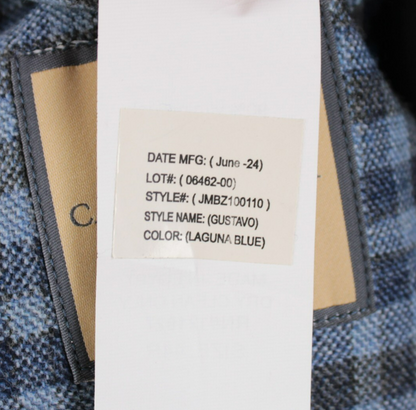 DATE MFG: ( June -24)
LOT#: ( 06462-00)
STYLE#: ( JMBZ100110 )
STYLE NAME: (GUSTAVO)
COLOR: (LAGUNA BLUE)